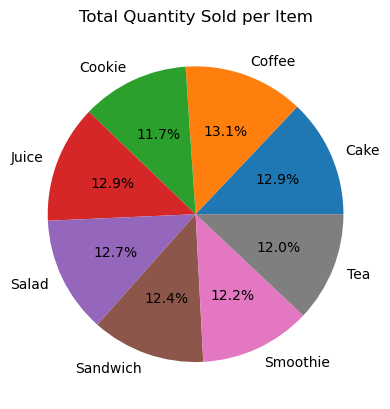 Total Quantity Sold per Item
Coffee
Cookie
13.1%
11.7%
Cake
Juice
12.9%
12.9%
12.7%
12.0%
Salad
Tea
12.4%
12.2%
Sandwich
Smoothie